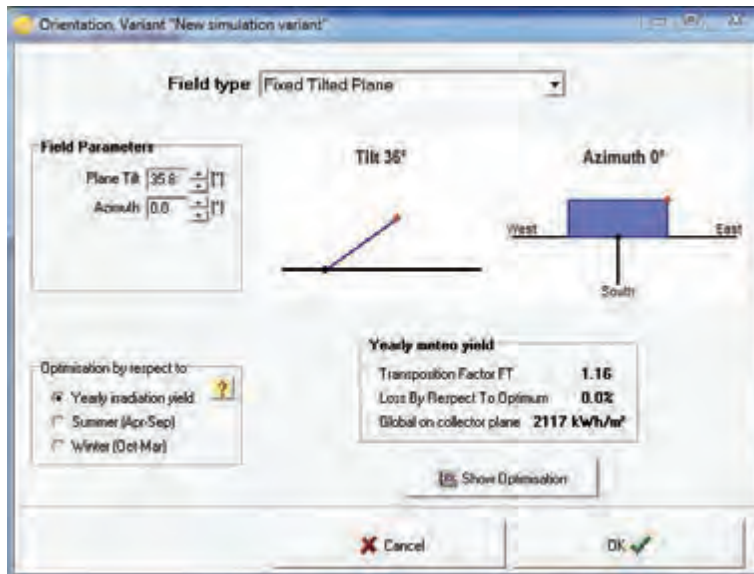 Orientation, Variant "New simulation variant"
Field type Fixed Tilted Plane
Field Parameters
Plane Tilt 35.8 [°]
Azimuth 0.0 [°]
Tilt 36°
Azimuth 0°
West
East
South
Optimisation by respect to
Yearly irradiation yield
Summer (Apr-Sep)
Winter (Oct-Mar)
?
Yearly meteo yield
Transposition Factor FT 1.16
Loss By Respect To Optimum 0.0%
Global on collector plane 2117 kWh/m²
Show Optimisation
Cancel
OK